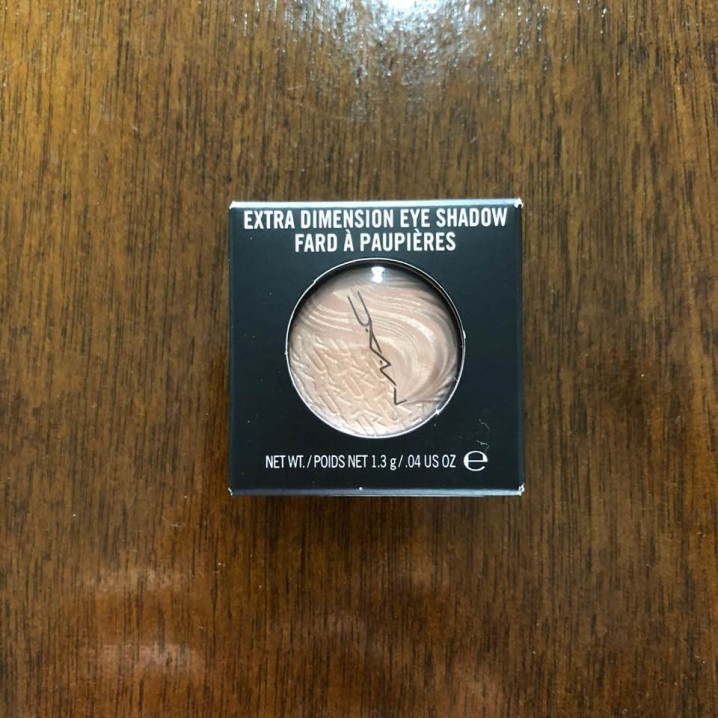 EXTRA DIMENSION EYE SHADOW
FARD À PAUPIÈRES
M·A·C
NET WT./POIDS NET 1.3 g/.04 US OZ ℮